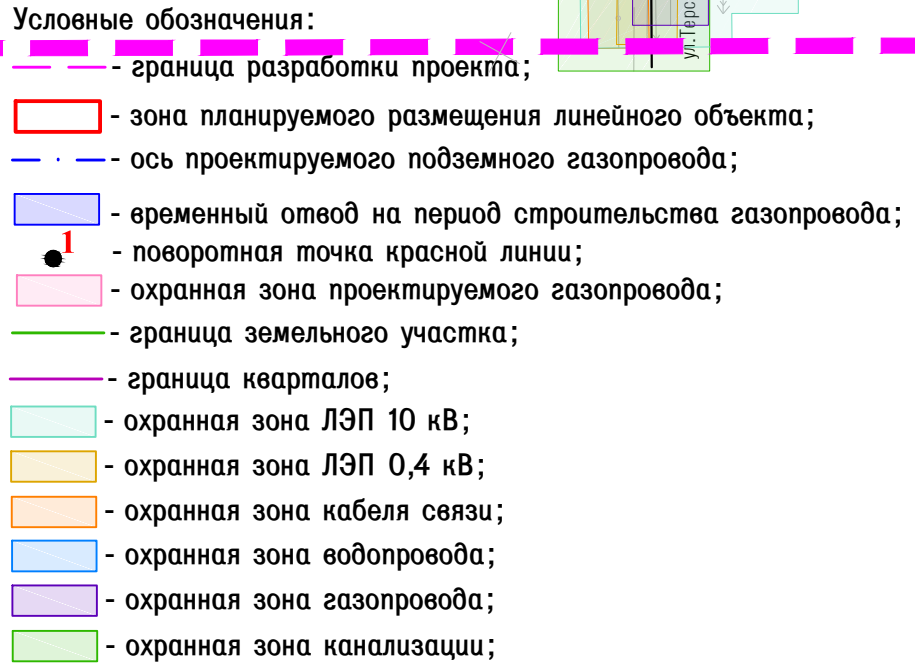 Условные обозначения:
ул.Терс
- граница разработки проекта;
- зона планируемого размещения линейного объекта;
- ось проектируемого подземного газопровода;
- временный отвод на период строительства газопровода;
1 - поворотная точка красной линии;
- охранная зона проектируемого газопровода;
- граница земельного участка;
- граница кварталов;
- охранная зона ЛЭП 10 кВ;
- охранная зона ЛЭП 0,4 кВ;
- охранная зона кабеля связи;
- охранная зона водопровода;
- охранная зона газопровода;
- охранная зона канализации;